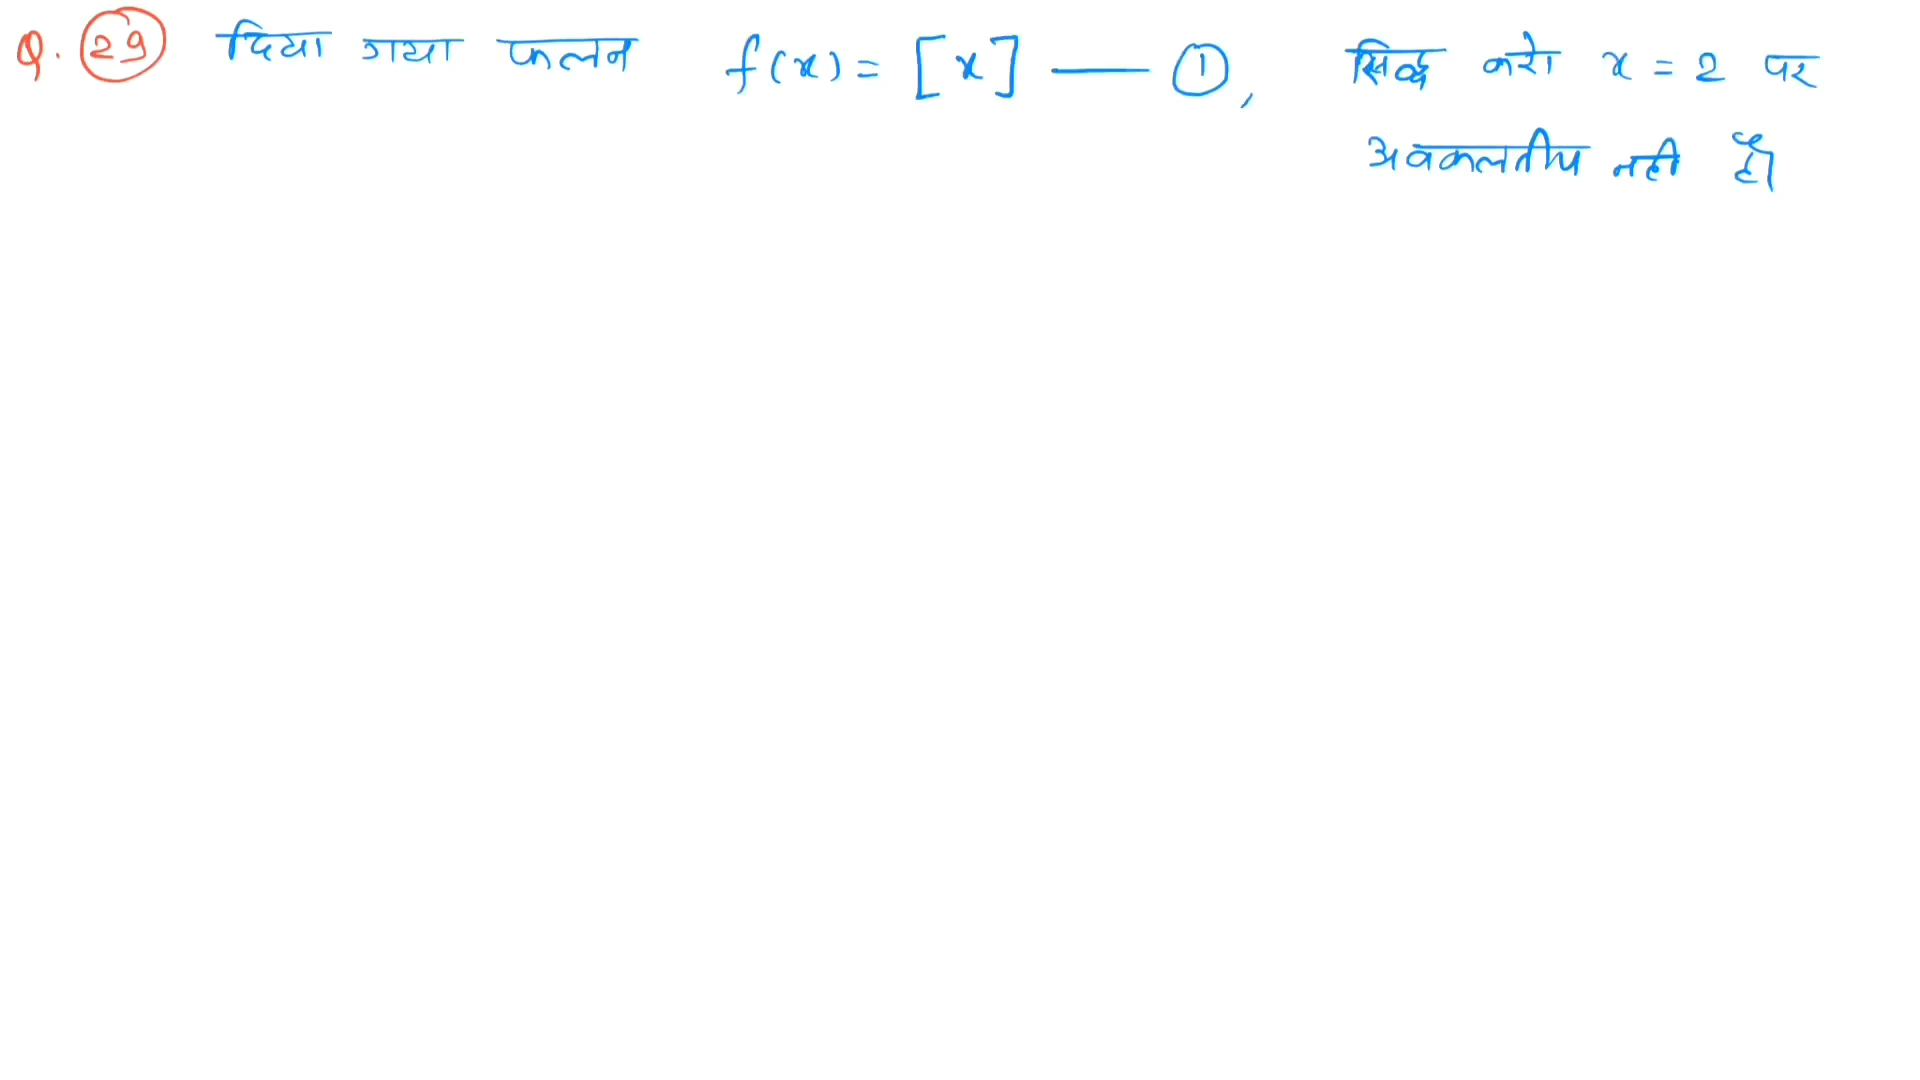 Q. 29 दिया गया फलन f(x) = [x] — ①, सिद्ध करो x = 2 पर
अवकलनीय नही है।